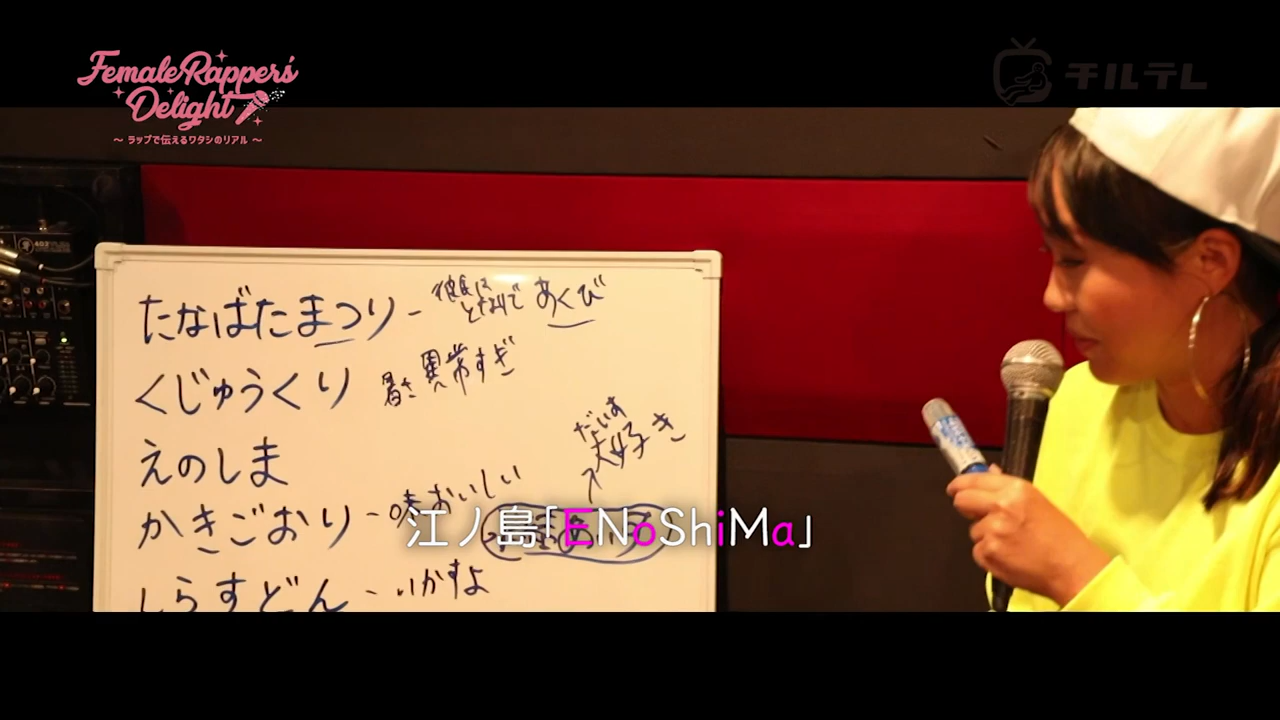 Female Rappers' Delight
～ ラップで伝えるワタシのリアル ～
チルテレ
たなばたまつり - 彼氏にとなりで あくび
くじゅうくり 暑さ 異常すぎ
えのしま
だいす
大好き
かきごおり - 味おいしい
江ノ島「ENoShiMa」
しらすどん - いかすよ